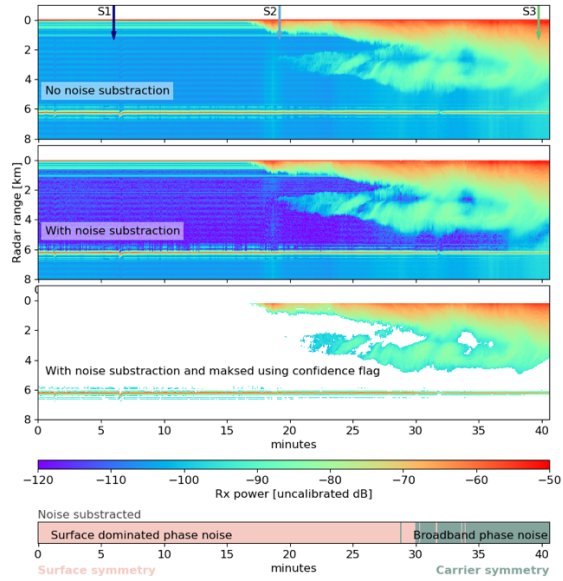 S1 S2 S3
0
2
4
6
8
No noise substraction
0
2
4
6
8
Radar range [km]
With noise substraction
0
0
2
4
6
8
With noise substraction and maksed using confidence flag
0 5 10 15 20 25 30 35 40
minutes
−120 −110 −100 −90 −80 −70 −60 −50
Rx power [uncalibrated dB]
Noise substracted
Surface dominated phase noise Broadband phase noise
0 5 10 15 20 25 30 35 40
minutes
Surface symmetry Carrier symmetry